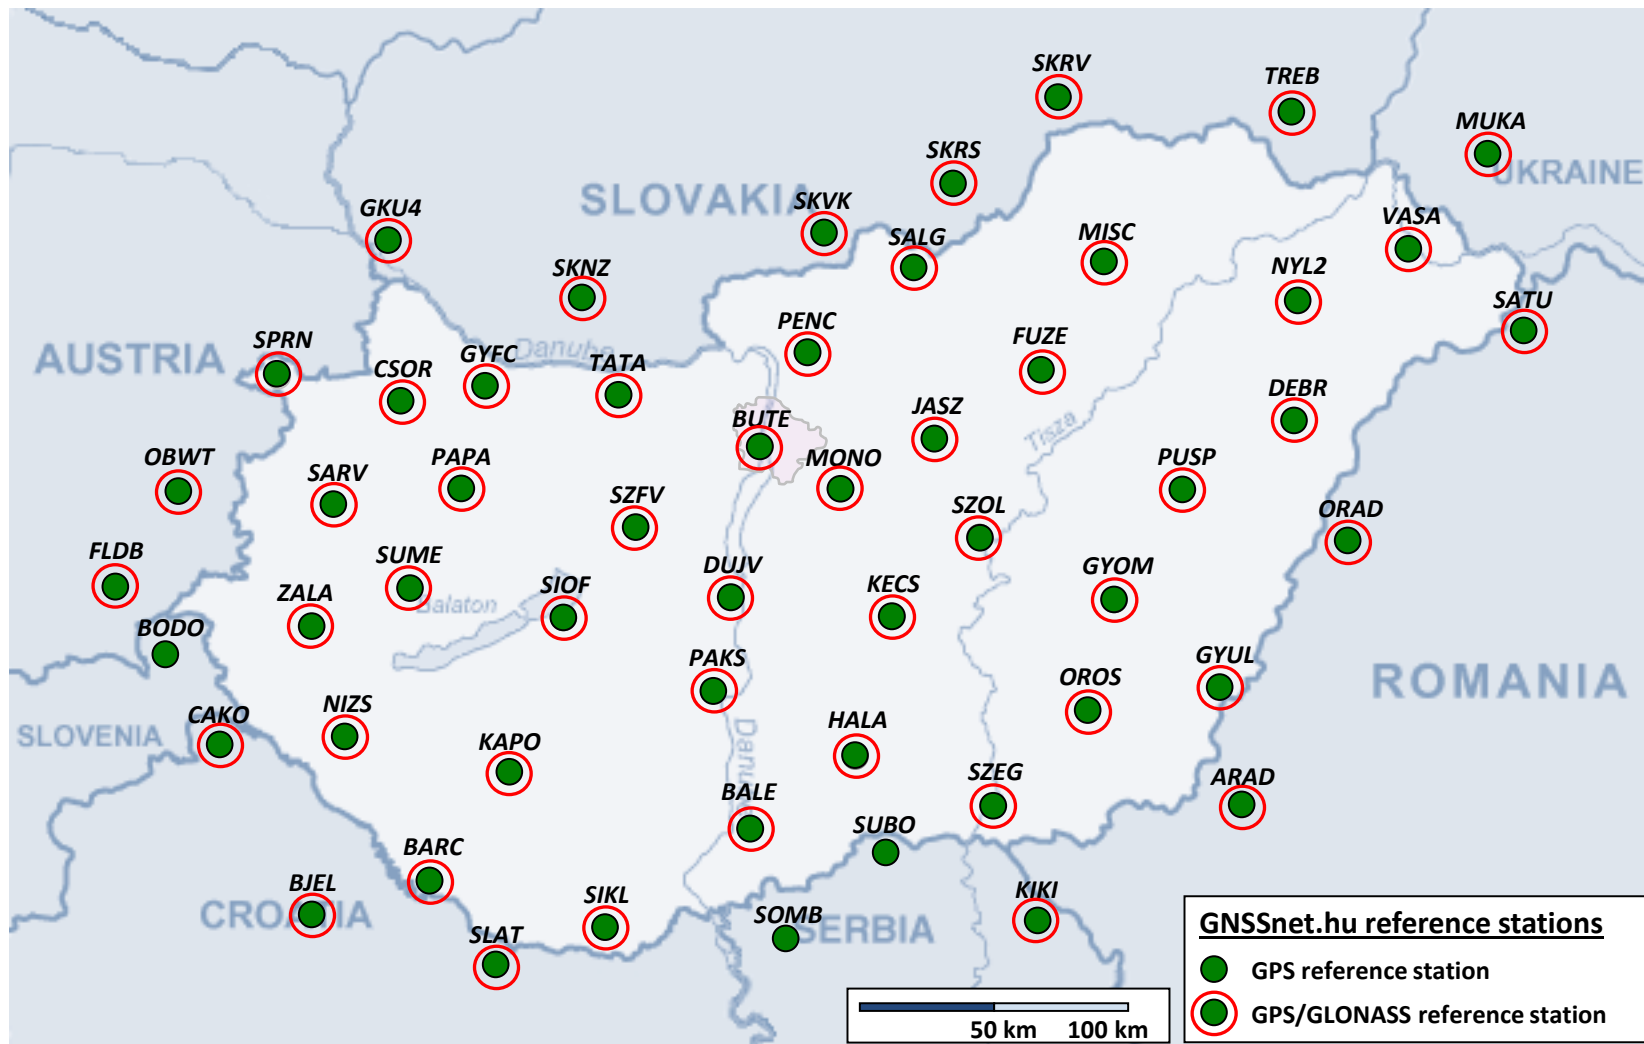 SKRV
TREB
MUKA
UKRAINE
SKRS
SLOVAKIA
SKVK
GKU4
VASA
SALG
MISC
SKNZ
NYL2
SATU
PENC
SPRN
AUSTRIA
Danube
GYFC
TATA
FUZE
CSOR
DEBR
JASZ
BUTE
Tisza
OBWT
SARV
PAPA
MONO
PUSP
SZFV
SZOL
ORAD
FLDB
SUME
DUJV
GYOM
ZALA
Balaton
SIOF
KECS
BODO
PAKS
GYUL
OROS
ROMANIA
CAKO
NIZS
SLOVENIA
HALA
KAPO
SZEG
ARAD
BALE
SUBO
BARC
BJEL
CROATIA
SIKL
SOMB
SERBIA
KIKI
SLAT
GNSSnet.hu reference stations
GPS reference station
GPS/GLONASS reference station
50 km 100 km